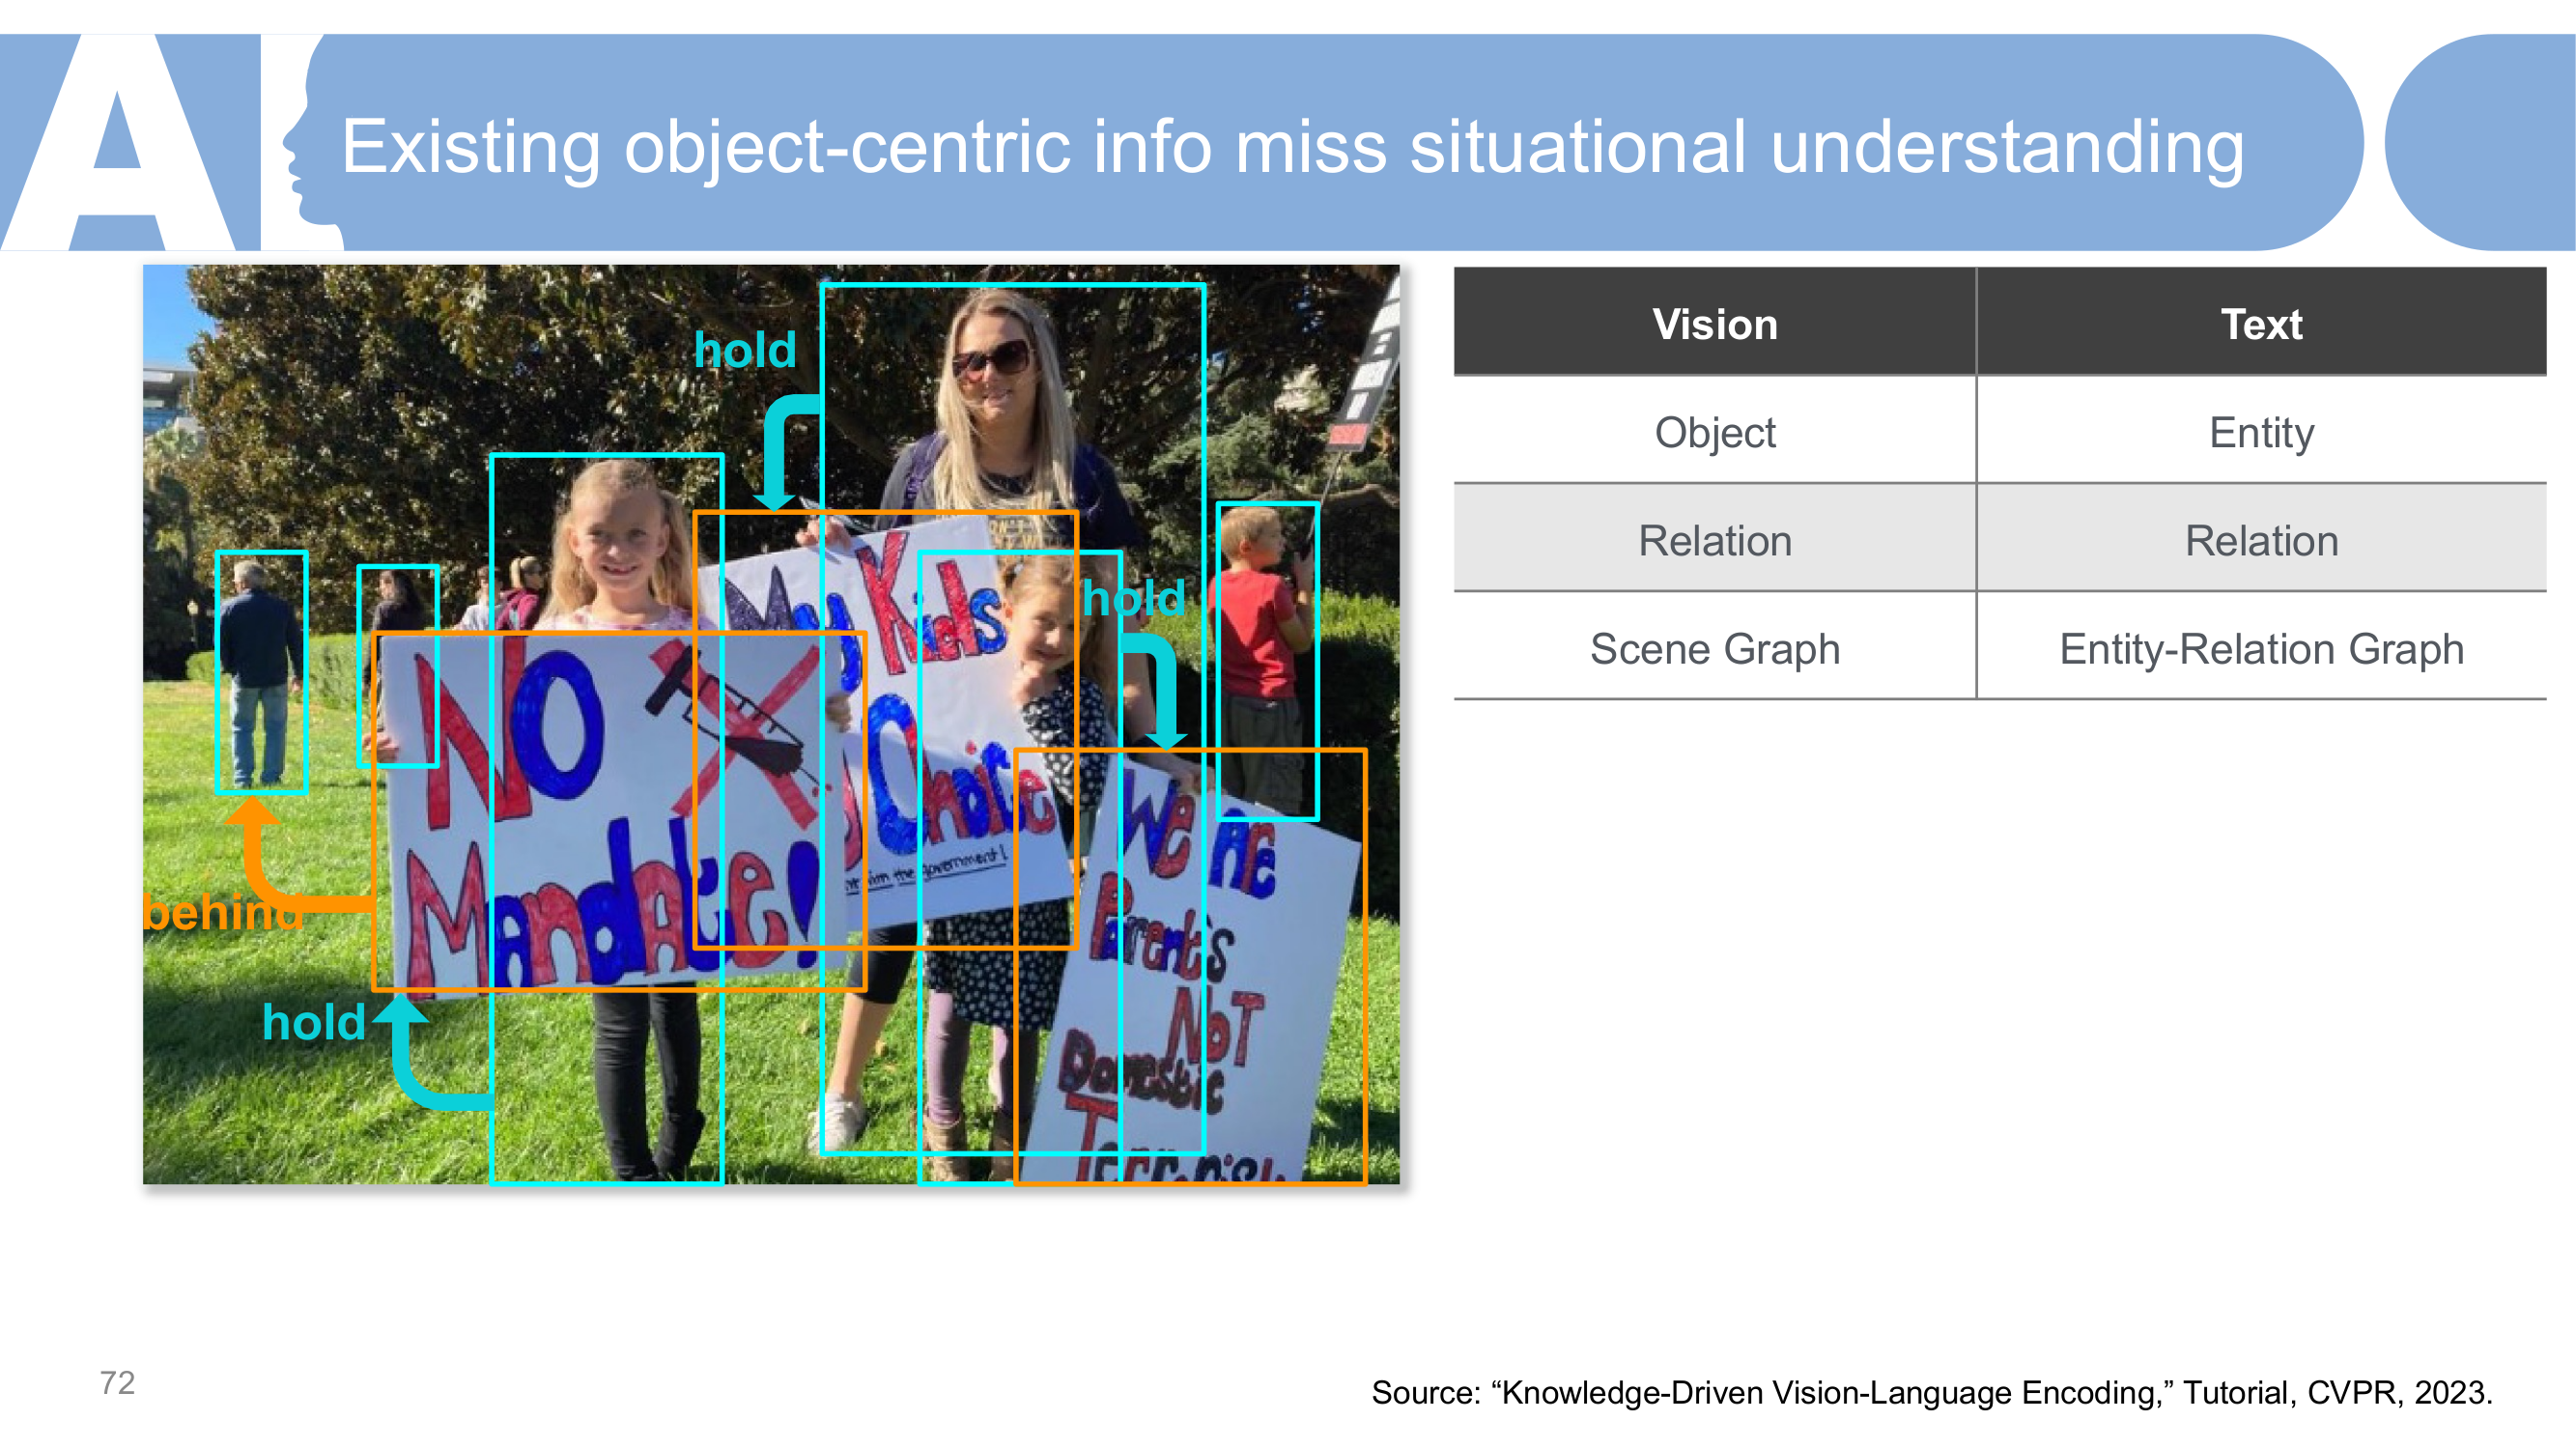 AI
Existing object-centric info miss situational understanding
hold
hold
behind
hold
My Kids
Choice
the government!
NO
Mandate!
We Are
Parents
NOT
Domestic
Vision Text
Object Entity
Relation Relation
Scene Graph Entity-Relation Graph
72
Source: “Knowledge-Driven Vision-Language Encoding,” Tutorial, CVPR, 2023.